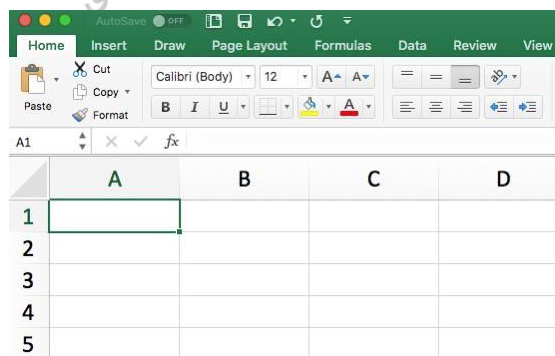 AutoSave OFF
Home Insert Draw Page Layout Formulas Data Review View
Paste
Cut
Copy
Format
Calibri (Body) 12 A A
B I U A
A1 fx
A B C D
1
2
3
4
5